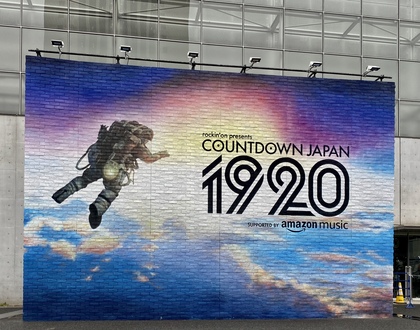 rockin'on presents
COUNTDOWN JAPAN
1920
SUPPORTED BY amazon music